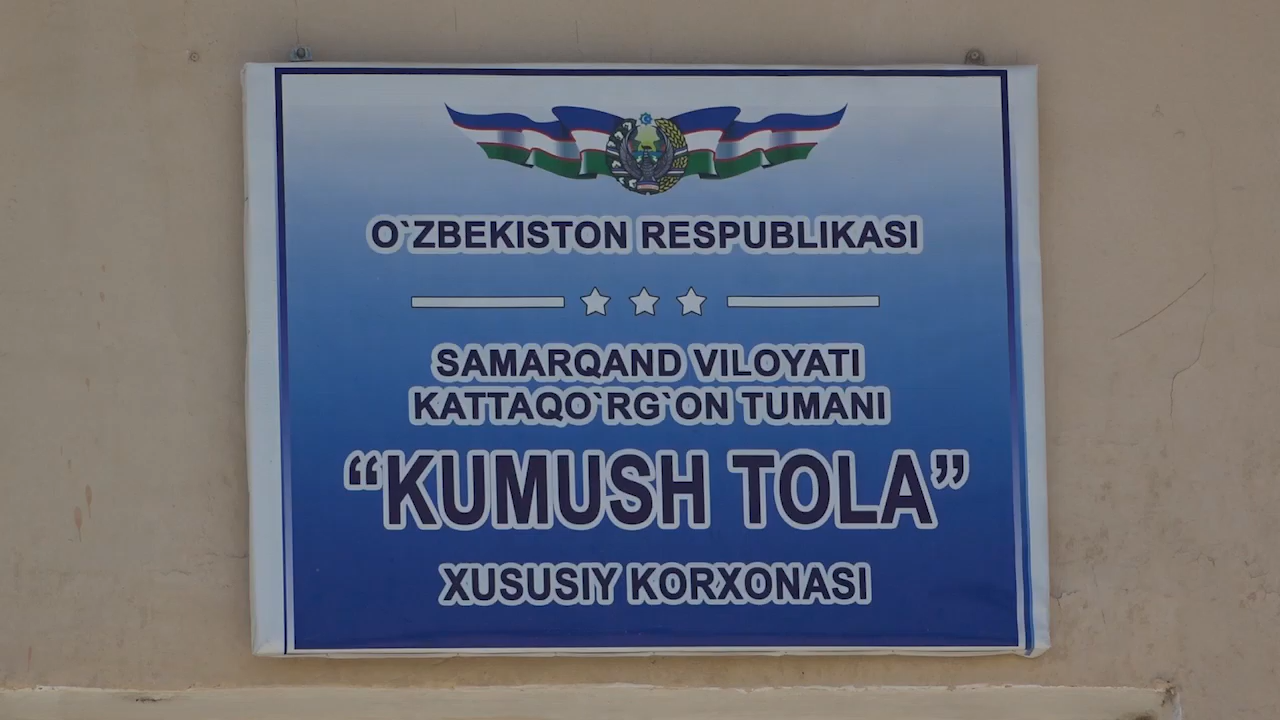 O`ZBEKISTON RESPUBLIKASI
SAMARQAND VILOYATI
KATTAQO`RG`ON TUMANI
“KUMUSH TOLA”
XUSUSIY KORXONASI